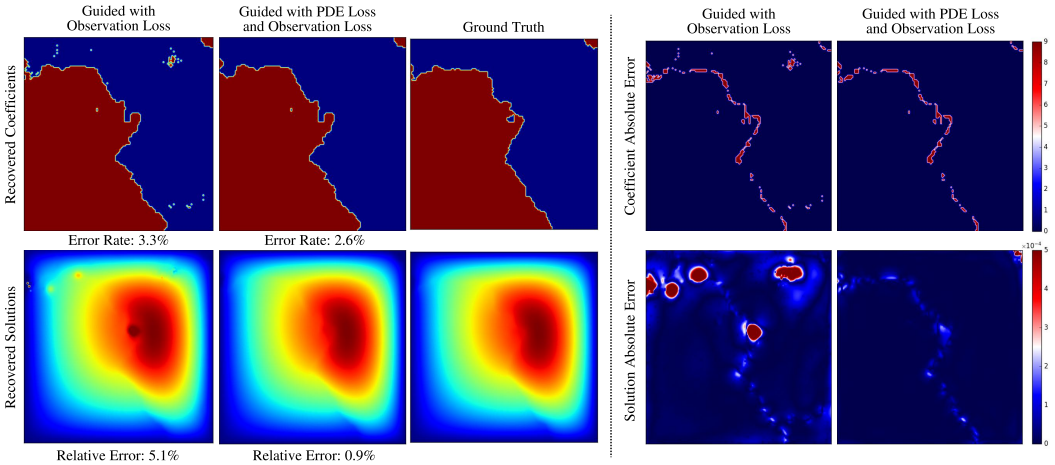 Guided with
Observation Loss
Guided with PDE Loss
and Observation Loss
Ground Truth
Guided with
Observation Loss
Guided with PDE Loss
and Observation Loss
Recovered Coefficients
Coefficient Absolute Error
9
8
7
6
5
4
3
2
1
0
Error Rate: 3.3%
Error Rate: 2.6%
Recovered Solutions
Solution Absolute Error
×10⁻⁴
5
4
3
2
1
0
Relative Error: 5.1%
Relative Error: 0.9%